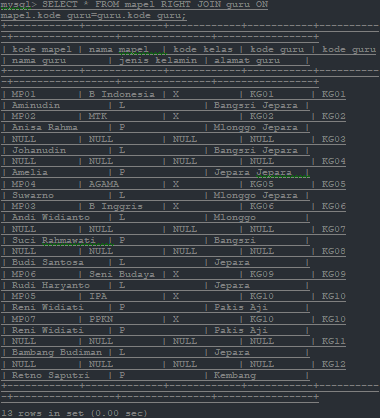 mysql> SELECT * FROM mapel RIGHT JOIN guru ON
mapel.kode guru=guru.kode guru;
+------------+--------------+------------+-----------+-----------
+----------------+---------------+----------------+
| kode mapel | nama mapel | kode kelas | kode guru | kode guru
| nama guru | jenis kelamin | alamat guru |
+------------+--------------+------------+-----------+-----------
+----------------+---------------+----------------+
| MP01 | B Indonesia | X | KG01 | KG01
| Aminudin | L | Bangsri Jepara |
| MP02 | MTK | X | KG02 | KG02
| Anisa Rahma | P | Mlonggo Jepara |
| NULL | NULL | NULL | NULL | KG03
| Johanudin | L | Bangsri Jepara |
| NULL | NULL | NULL | NULL | KG04
| Amelia | P | Jepara Jepara |
| MP04 | AGAMA | X | KG05 | KG05
| Suwarno | L | Mlonggo Jepara |
| MP03 | B Inggris | X | KG06 | KG06
| Andi Widianto | L | Mlonggo |
| NULL | NULL | NULL | NULL | KG07
| Suci Rahmawati | P | Bangsri |
| NULL | NULL | NULL | NULL | KG08
| Budi Santosa | L | Jepara |
| MP06 | Seni Budaya | X | KG09 | KG09
| Rudi Haryanto | L | Jepara |
| MP05 | IPA | X | KG10 | KG10
| Reni Widiati | P | Pakis Aji |
| MP07 | PPKN | X | KG10 | KG10
| Reni Widiati | P | Pakis Aji |
| NULL | NULL | NULL | NULL | KG11
| Bambang Budiman | L | Jepara |
| NULL | NULL | NULL | NULL | KG12
| Retno Saputri | P | Kembang |
+------------+--------------+------------+-----------+-----------
+----------------+---------------+----------------+
13 rows in set (0.00 sec)